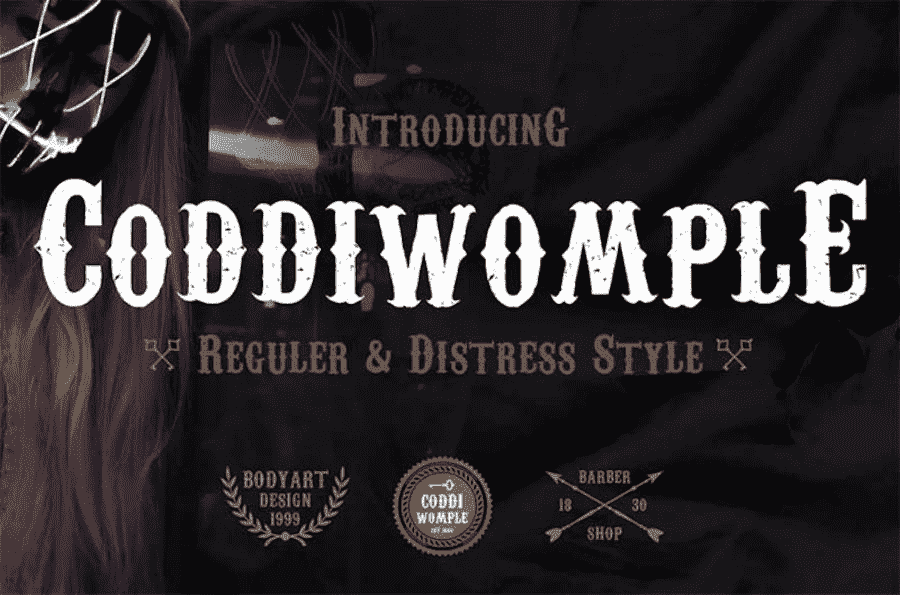 INTRODUCING
CODDIWOMPLE
REGULER & DISTRESS STYLE
BODYART
DESIGN
1999
CODDI
WOMPLE
BARBER
18 30
SHOP